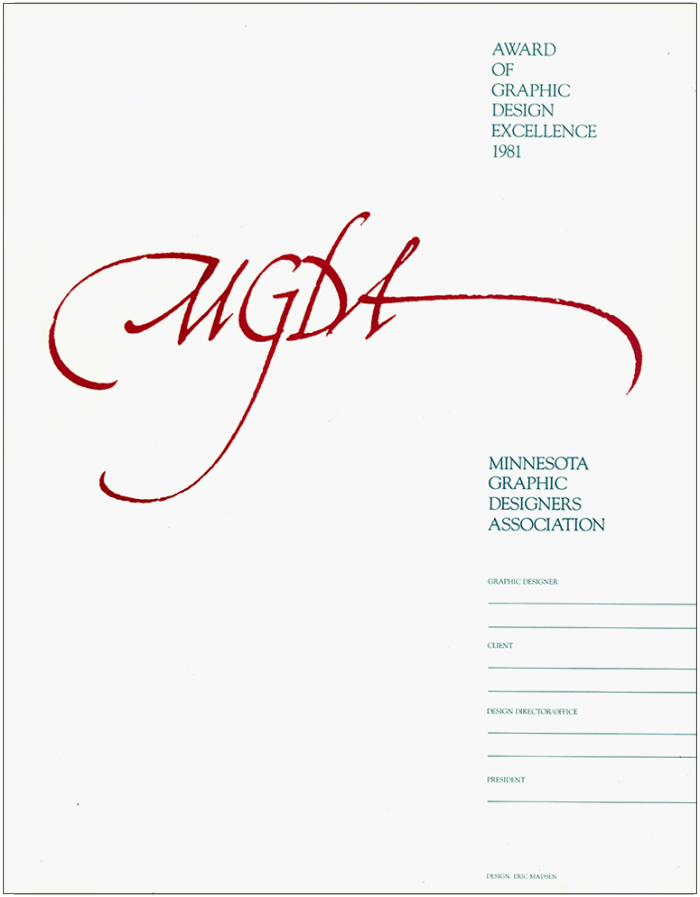 AWARD
OF
GRAPHIC
DESIGN
EXCELLENCE
1981
MGDA
MINNESOTA
GRAPHIC
DESIGNERS
ASSOCIATION
GRAPHIC DESIGNER
CLIENT
DESIGN DIRECTOR/OFFICE
PRESIDENT
DESIGN: ERIC MADSEN